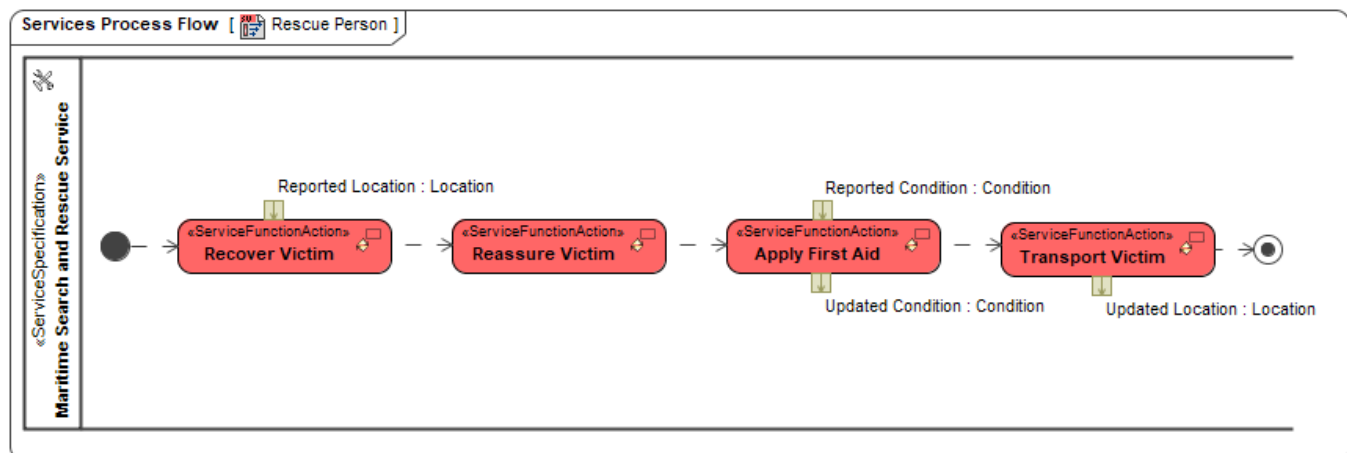 Services Process Flow [ Rescue Person ]
«ServiceSpecification»
Maritime Search and Rescue Service
Reported Location : Location
«ServiceFunctionAction»
Recover Victim
«ServiceFunctionAction»
Reassure Victim
Reported Condition : Condition
«ServiceFunctionAction»
Apply First Aid
Updated Condition : Condition
«ServiceFunctionAction»
Transport Victim
Updated Location : Location